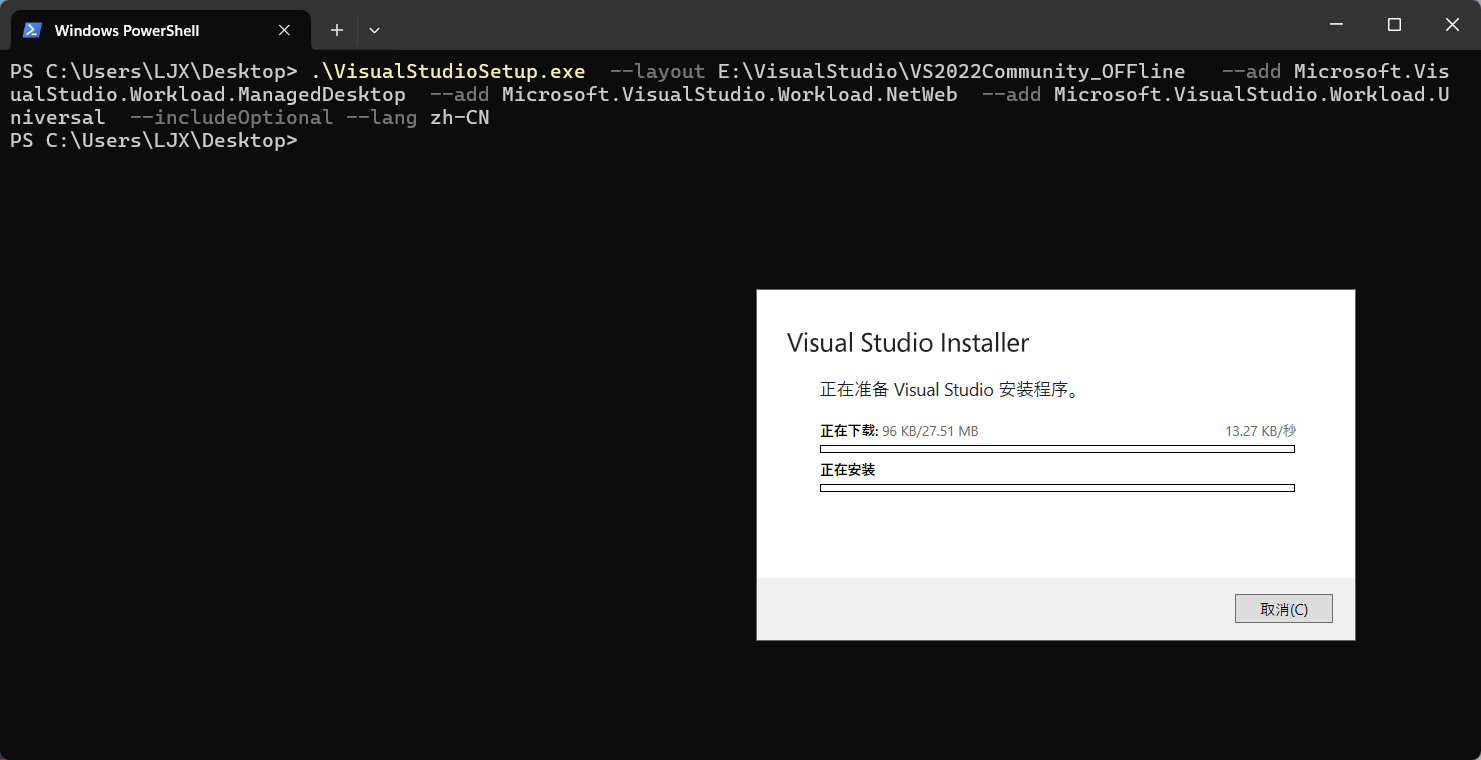 Windows PowerShell
PS C:\Users\LJX\Desktop> .\VisualStudioSetup.exe  --layout E:\VisualStudio\VS2022Community_OFFline   --add Microsoft.Vis
ualStudio.Workload.ManagedDesktop  --add Microsoft.VisualStudio.Workload.NetWeb  --add Microsoft.VisualStudio.Workload.U
niversal  --includeOptional --lang zh-CN
PS C:\Users\LJX\Desktop>
Visual Studio Installer
正在准备 Visual Studio 安装程序。
正在下载: 96 KB/27.51 MB 13.27 KB/秒
正在安装
取消(C)